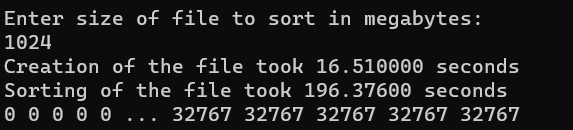 Enter size of file to sort in megabytes:
1024
Creation of the file took 16.510000 seconds
Sorting of the file took 196.37600 seconds
0 0 0 0 0 ... 32767 32767 32767 32767 32767